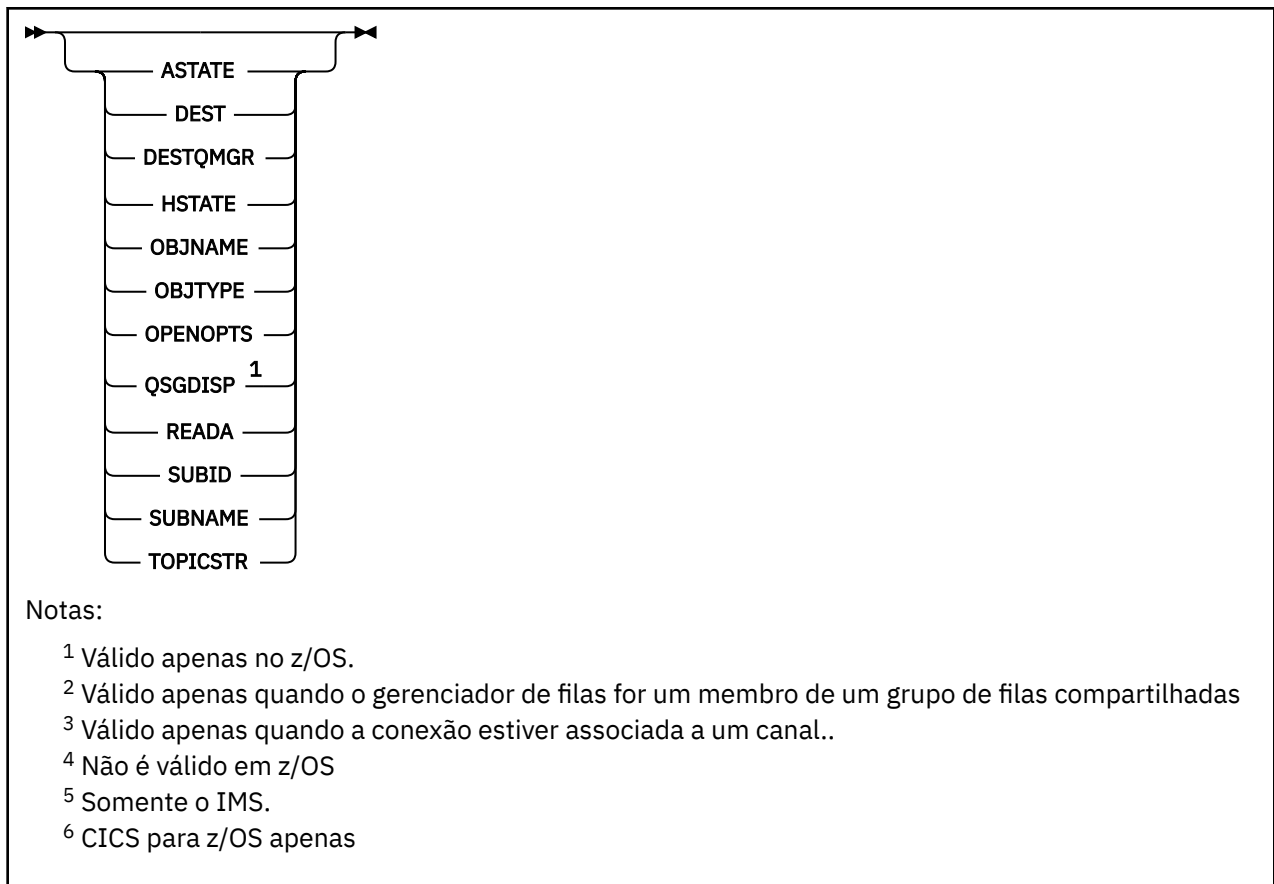 ASTATE
DEST
DESTQMGR
HSTATE
OBJNAME
OBJTYPE
OPENOPTS
QSGDISP 1
READA
SUBID
SUBNAME
TOPICSTR
Notas:
1 Válido apenas no z/OS.
2 Válido apenas quando o gerenciador de filas for um membro de um grupo de filas compartilhadas
3 Válido apenas quando a conexão estiver associada a um canal..
4 Não é válido em z/OS
5 Somente o IMS.
6 CICS para z/OS apenas